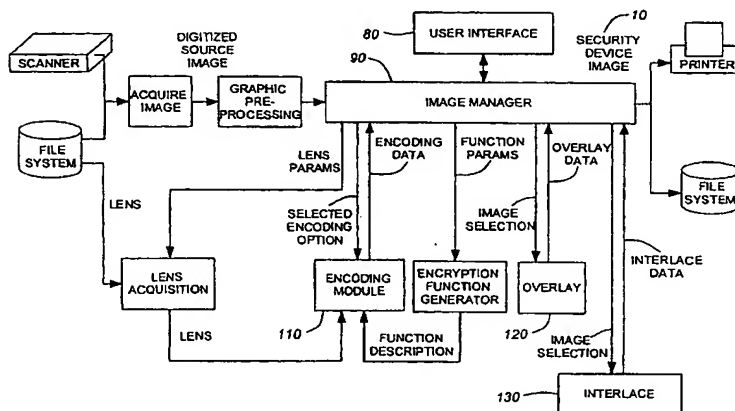 80
USER INTERFACE
10
SECURITY
DEVICE
IMAGE
DIGITIZED
SOURCE
IMAGE
90
SCANNER
PRINTER
ACQUIRE
IMAGE
GRAPHIC
PRE-
PROCESSING
IMAGE MANAGER
FILE
SYSTEM
LENS
PARAMS
ENCODING
DATA
FUNCTION
PARAMS
OVERLAY
DATA
FILE
SYSTEM
LENS
SELECTED
ENCODING
OPTION
IMAGE
SELECTION
INTERLACE
DATA
LENS
ACQUISITION
ENCODING
MODULE
ENCRYPTION
FUNCTION
GENERATOR
OVERLAY
110
120
LENS
FUNCTION
DESCRIPTION
IMAGE
SELECTION
130
INTERLACE